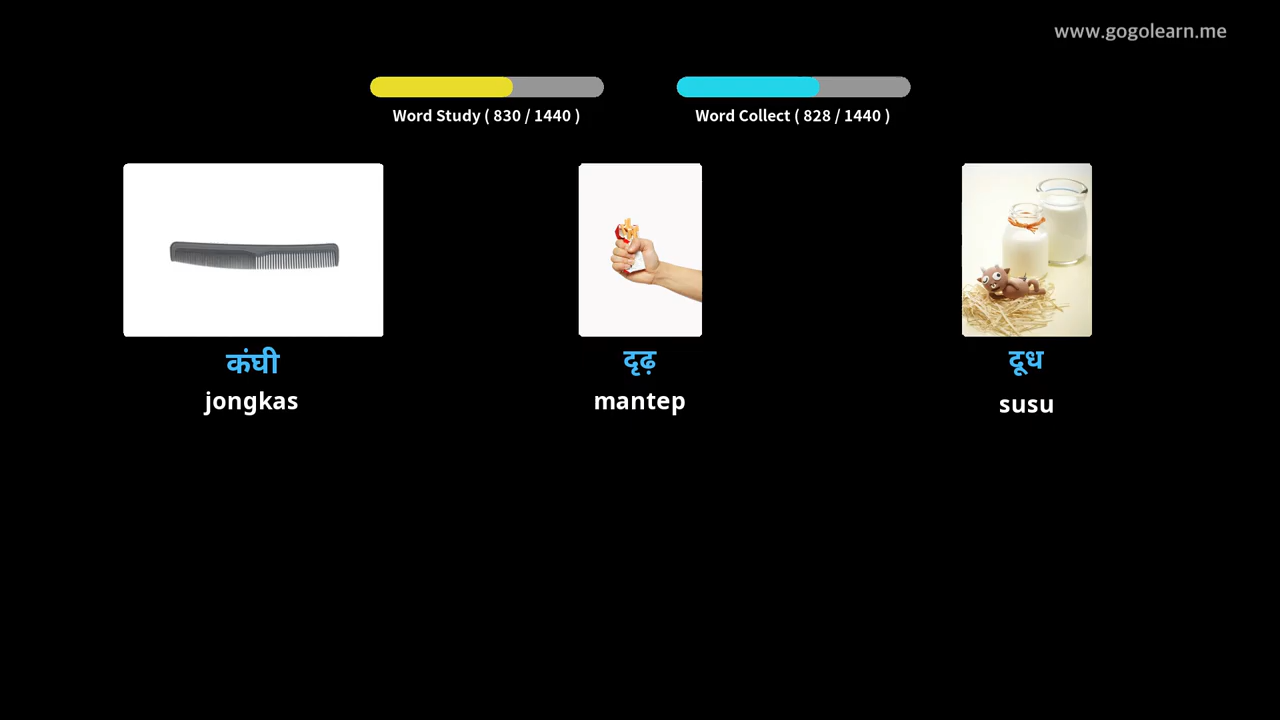 www.gogolearn.me
Word Study ( 830 / 1440 )
Word Collect ( 828 / 1440 )
कंघी
दृढ़
दूध
jongkas
mantep
susu